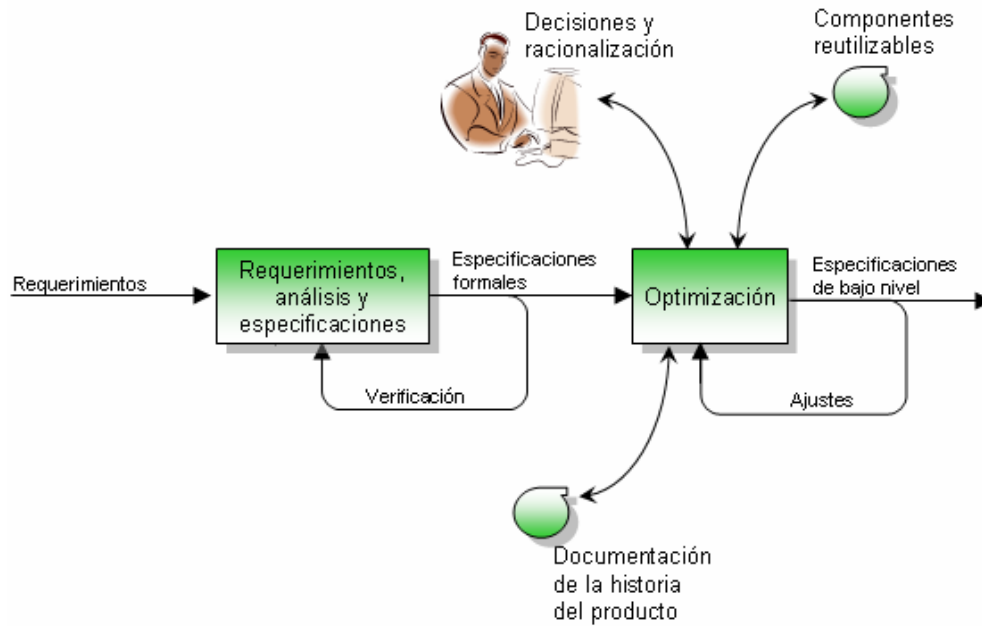 Decisiones y
racionalización
Componentes
reutilizables
Requerimientos
Requerimientos,
análisis y
especificaciones
Especificaciones
formales
Optimización
Especificaciones
de bajo nivel
Verificación
Ajustes
Documentación
de la historia
del producto